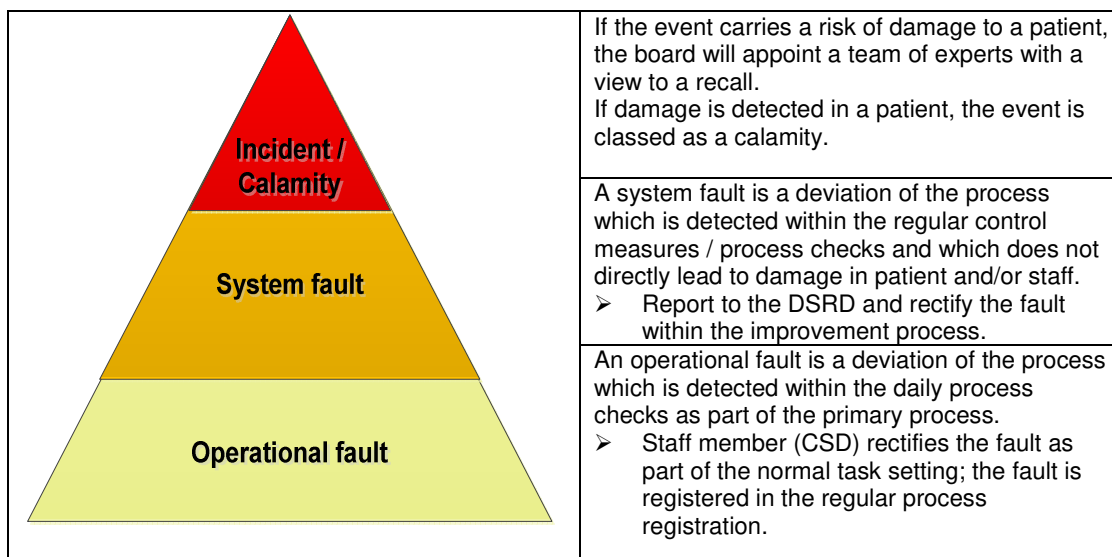 Incident /
Calamity
If the event carries a risk of damage to a patient,
the board will appoint a team of experts with a
view to a recall.
If damage is detected in a patient, the event is
classed as a calamity.
System fault
A system fault is a deviation of the process
which is detected within the regular control
measures / process checks and which does not
directly lead to damage in patient and/or staff.
➢ Report to the DSRD and rectify the fault
within the improvement process.
Operational fault
An operational fault is a deviation of the process
which is detected within the daily process
checks as part of the primary process.
➢ Staff member (CSD) rectifies the fault as
part of the normal task setting; the fault is
registered in the regular process
registration.